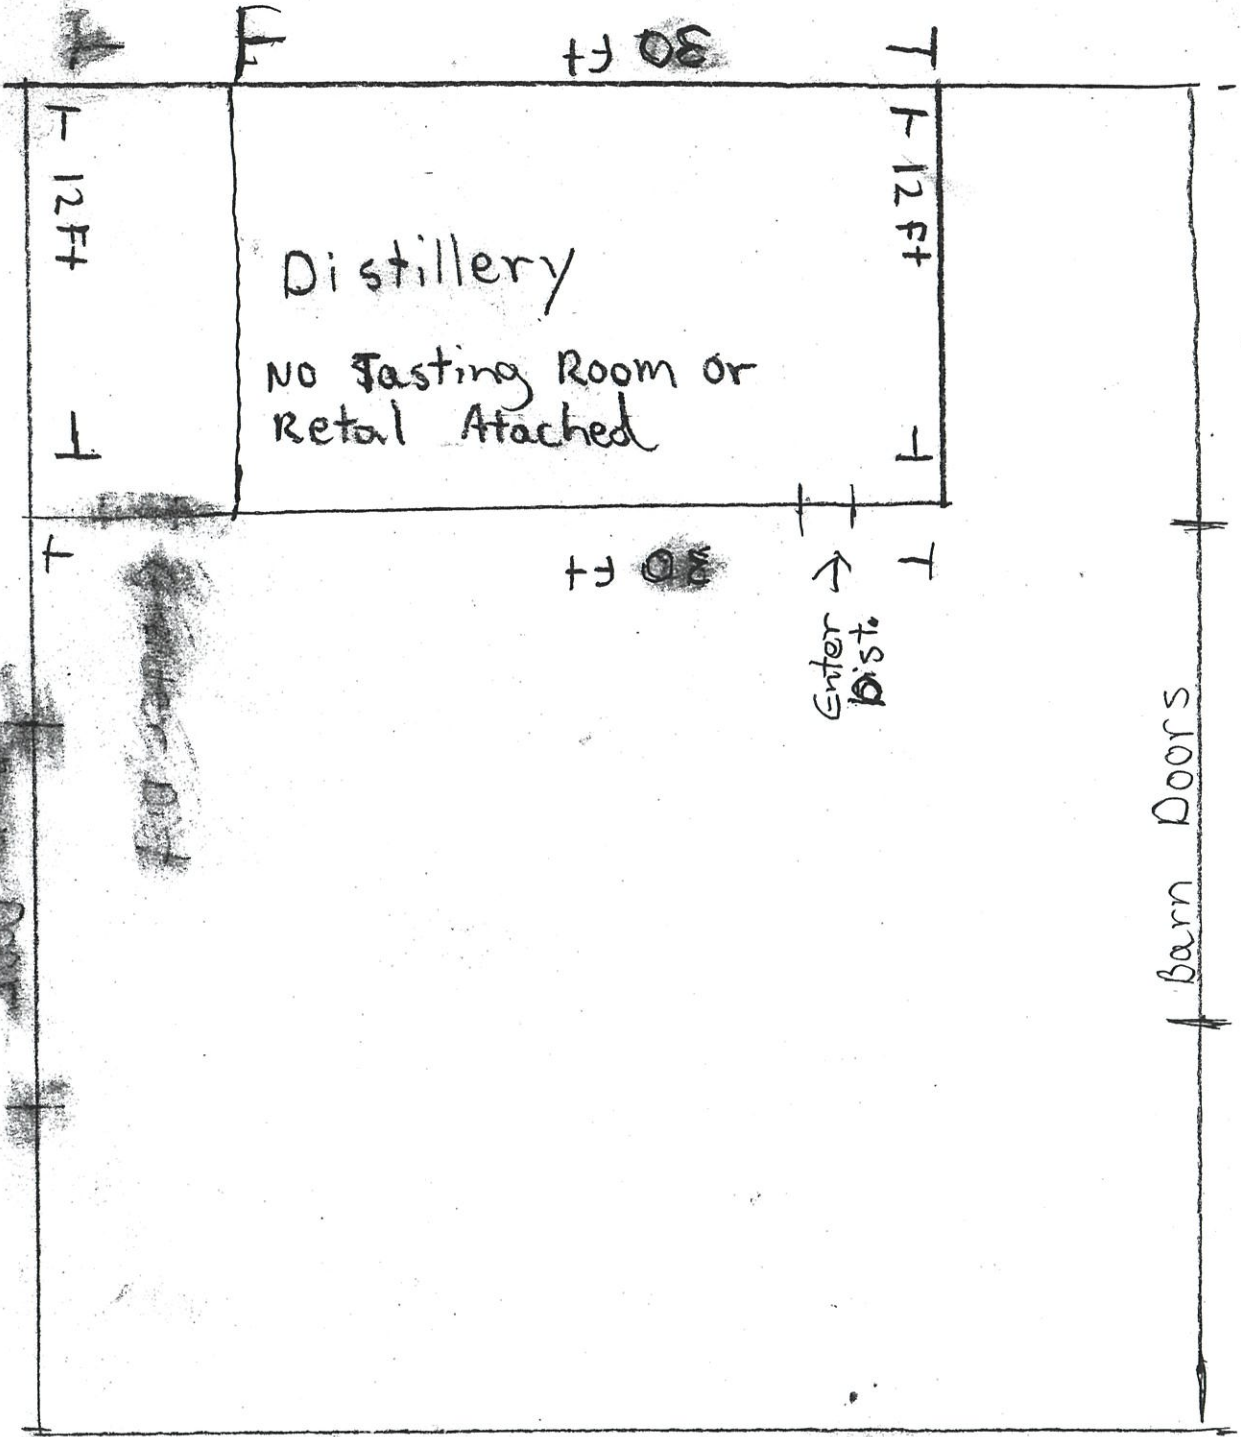 30 Ft
12 Ft
12 Ft
Distillery
No Tasting Room or
Retal Atached
30 Ft
Enter
Dist.
Barn Doors